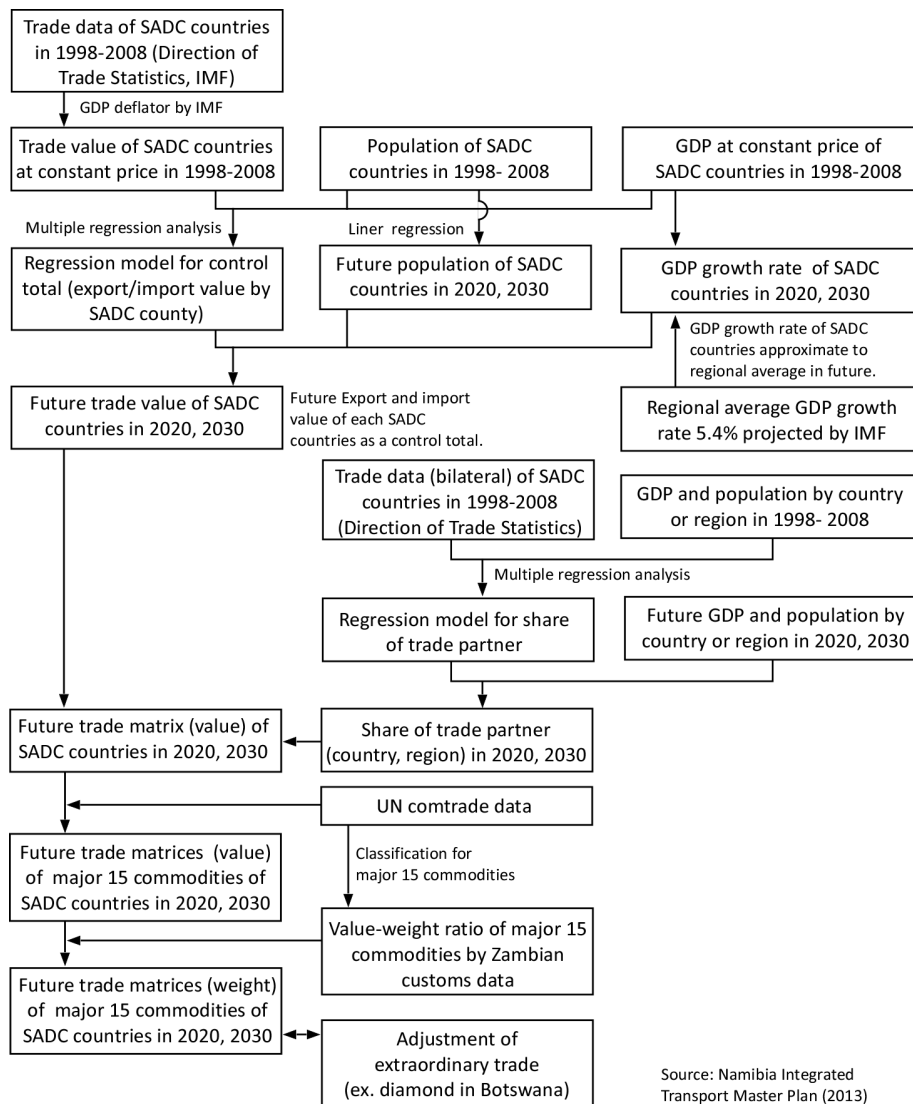 Trade data of SADC countries
in 1998-2008 (Direction of
Trade Statistics, IMF)
GDP deflator by IMF
Trade value of SADC countries
at constant price in 1998-2008
Population of SADC
countries in 1998- 2008
GDP at constant price of
SADC countries in 1998-2008
Multiple regression analysis
Liner regression
Regression model for control
total (export/import value by
SADC county)
Future population of SADC
countries in 2020, 2030
GDP growth rate of SADC
countries in 2020, 2030
GDP growth rate of SADC
countries approximate to
regional average in future.
Future trade value of SADC
countries in 2020, 2030
Future Export and import
value of each SADC
countries as a control total.
Regional average GDP growth
rate 5.4% projected by IMF
Trade data (bilateral) of SADC
countries in 1998-2008
(Direction of Trade Statistics)
GDP and population by country
or region in 1998- 2008
Multiple regression analysis
Regression model for share
of trade partner
Future GDP and population by
country or region in 2020, 2030
Future trade matrix (value) of
SADC countries in 2020, 2030
Share of trade partner
(country, region) in 2020, 2030
UN comtrade data
Future trade matrices (value)
of major 15 commodities of
SADC countries in 2020, 2030
Classification for
major 15 commodities
Value-weight ratio of major 15
commodities by Zambian
customs data
Future trade matrices (weight)
of major 15 commodities of
SADC countries in 2020, 2030
Adjustment of
extraordinary trade
(ex. diamond in Botswana)
Source: Namibia Integrated
Transport Master Plan (2013)